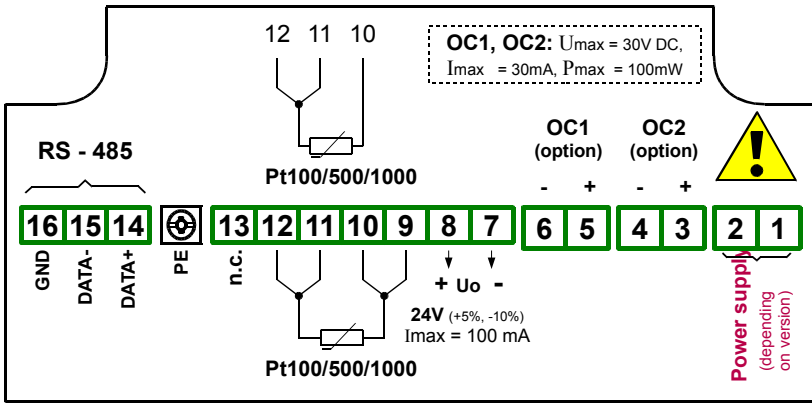 12 11 10
OC1, OC2: Umax = 30V DC,
Imax = 30mA, Pmax = 100mW
RS - 485
Pt100/500/1000
OC1
(option)
- +
OC2
(option)
- +
!
16 15 14 PE 13 12 11 10 9 8 7 6 5 4 3 2 1
GND
DATA-
DATA+
n.c.
+ Uo -
24V (+5%, -10%)
Imax = 100 mA
Pt100/500/1000
Power supply
(depending
on version)